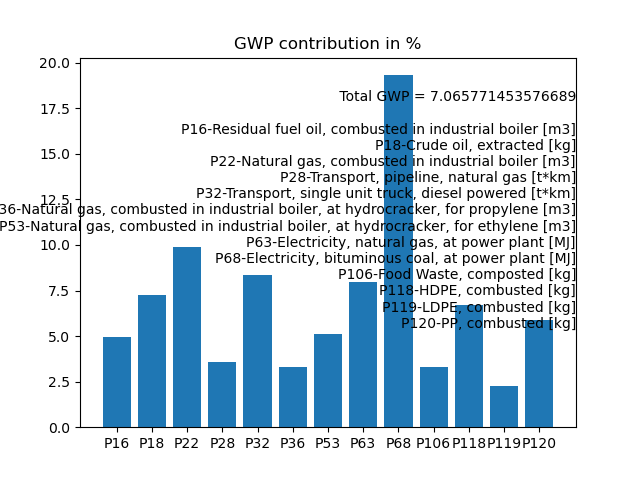 GWP contribution in %
20.0
Total GWP = 7.065771453576689
17.5
P16-Residual fuel oil, combusted in industrial boiler [m3]
P18-Crude oil, extracted [kg]
15.0
P22-Natural gas, combusted in industrial boiler [m3]
P28-Transport, pipeline, natural gas [t*km]
P32-Transport, single unit truck, diesel powered [t*km]
12.5
36-Natural gas, combusted in industrial boiler, at hydrocracker, for propylene [m3]
P53-Natural gas, combusted in industrial boiler, at hydrocracker, for ethylene [m3]
10.0
P63-Electricity, natural gas, at power plant [MJ]
P68-Electricity, bituminous coal, at power plant [MJ]
P106-Food Waste, composted [kg]
7.5
P118-HDPE, combusted [kg]
P119-LDPE, combusted [kg]
P120-PP, combusted [kg]
5.0
2.5
0.0
P16 P18 P22 P28 P32 P36 P53 P63 P68 P106 P118 P119 P120